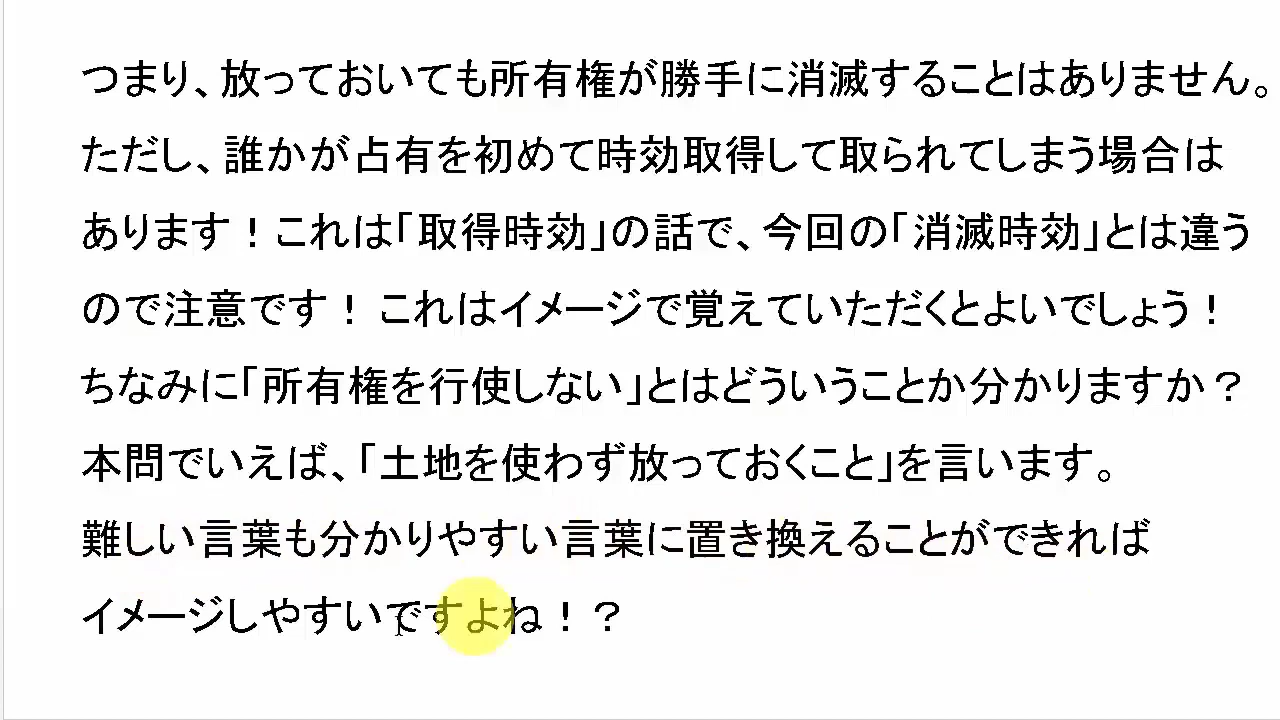 つまり、放っておいても所有権が勝手に消滅することはありません。
ただし、誰かが占有を初めて時効取得して取られてしまう場合は
あります！これは「取得時効」の話で、今回の「消滅時効」とは違う
ので注意です！ これはイメージで覚えていただくとよいでしょう！
ちなみに「所有権を行使しない」とはどういうことか分かりますか？
本問でいえば、「土地を使わず放っておくこと」を言います。
難しい言葉も分かりやすい言葉に置き換えることができれば
イメージしやすいですよね！？